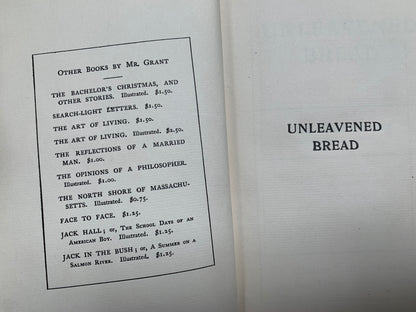 Other Books by Mr. Grant
THE BACHELOR'S CHRISTMAS, AND
OTHER STORIES. Illustrated. $1.50.
SEARCH-LIGHT LETTERS. $1.50.
THE ART OF LIVING. $1.50.
THE ART OF LIVING. Illustrated. $2.50.
THE REFLECTIONS OF A MARRIED
MAN. $1.00.
THE OPINIONS OF A PHILOSOPHER.
Illustrated. $1.00.
THE NORTH SHORE OF MASSACHU-
SETTS. Illustrated. $0.75.
FACE TO FACE. $1.25.
JACK HALL; or, The School Days of an
American Boy. Illustrated. $1.25.
JACK IN THE BUSH; or, A Summer on a
Salmon River. Illustrated. $1.25.
UNLEAVENED
BREAD